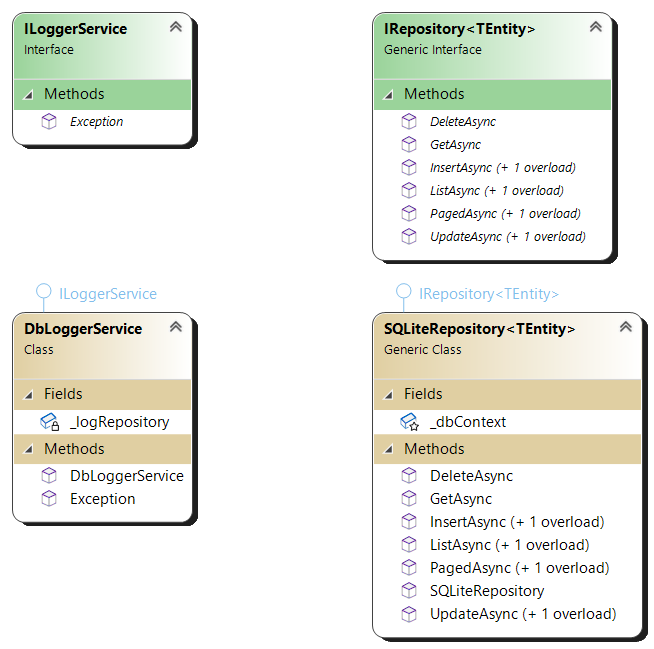 ILoggerService
Interface
Methods
Exception
IRepository<TEntity>
Generic Interface
Methods
DeleteAsync
GetAsync
InsertAsync (+ 1 overload)
ListAsync (+ 1 overload)
PagedAsync (+ 1 overload)
UpdateAsync (+ 1 overload)
ILoggerService
DbLoggerService
Class
Fields
_logRepository
Methods
DbLoggerService
Exception
IRepository<TEntity>
SQLiteRepository<TEntity>
Generic Class
Fields
_dbContext
Methods
DeleteAsync
GetAsync
InsertAsync (+ 1 overload)
ListAsync (+ 1 overload)
PagedAsync (+ 1 overload)
SQLiteRepository
UpdateAsync (+ 1 overload)